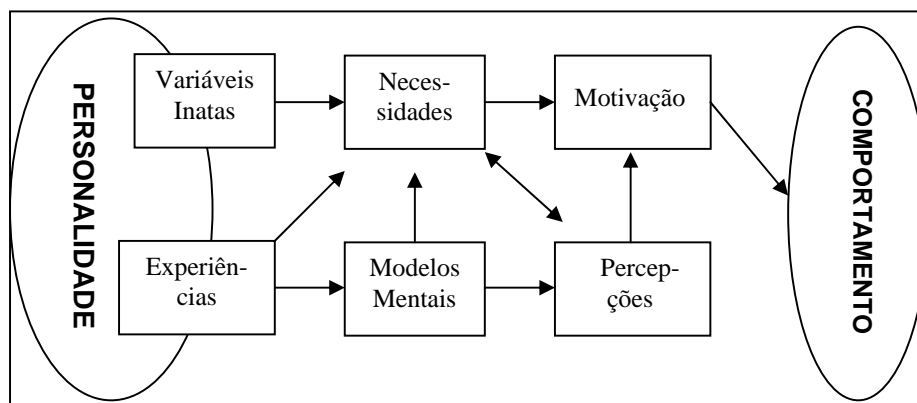 PERSONALIDADE
Variáveis
Inatas
Neces-
sidades
Motivação
Experiên-
cias
Modelos
Mentais
Percep-
ções
COMPORTAMENTO